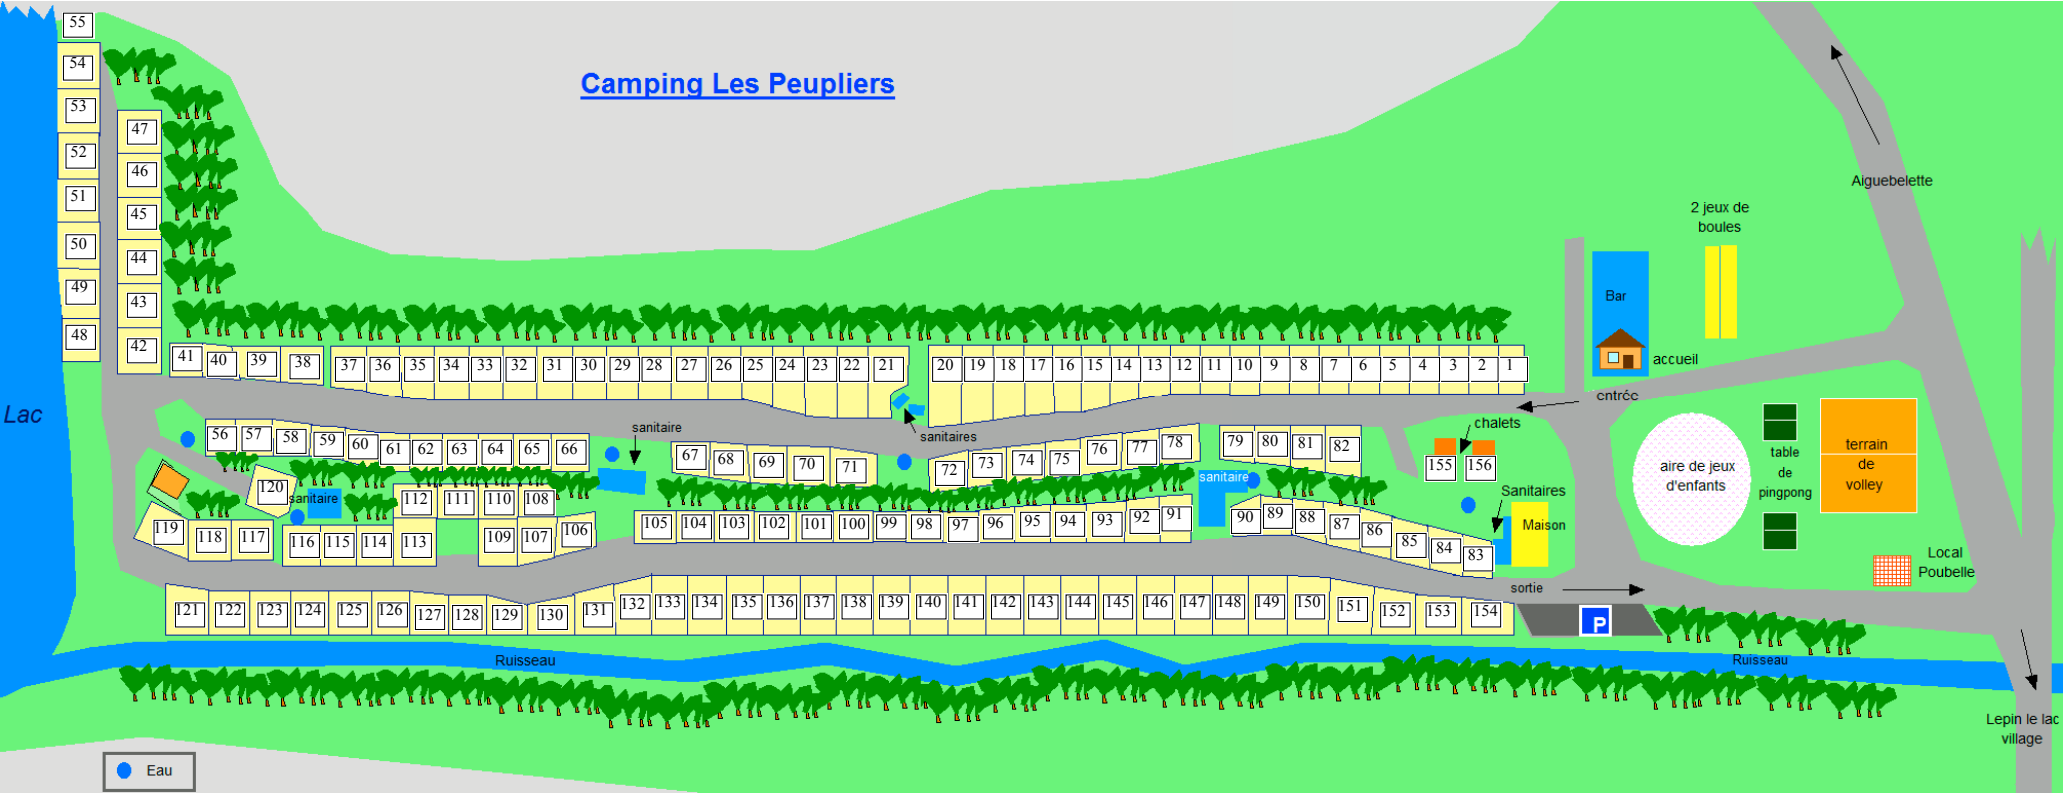 55
Camping Les Peupliers
54
53
47
52
46
51
45
50
44
49
43
48
42
Aiguebelette
2 jeux de
boules
Bar
accueil
41 40 39 38 37 36 35 34 33 32 31 30 29 28 27 26 25 24 23 22 21 20 19 18 17 16 15 14 13 12 11 10 9 8 7 6 5 4 3 2 1
entrée
Lac
chalets
sanitaire
sanitaires
56 57 58 59 60 61 62 63 64 65 66
67 68 69 70 71
72 73 74 75 76 77 78
79 80 81 82
155 156
aire de jeux
d'enfants
table
de
pingpong
terrain
de
volley
120
sanitaire
112 111 110 108
sanitaire
Sanitaires
Maison
119 118 117 116 115 114 113 109 107 106
105 104 103 102 101 100 99 98 97 96 95 94 93 92 91
90 89 88 87 86 85 84 83
Local
Poubelle
sortie
121 122 123 124 125 126 127 128 129 130 131 132 133 134 135 136 137 138 139 140 141 142 143 144 145 146 147 148 149 150 151 152 153 154
P
Ruisseau
Ruisseau
Lepin le lac
village
Eau